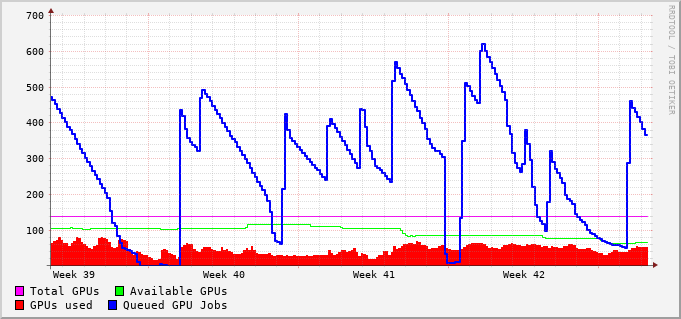 700
600
500
400
300
200
100
Week 39 Week 40 Week 41 Week 42
Total GPUs Available GPUs
GPUs used Queued GPU Jobs
RRDTOOL / TOBI OETIKER